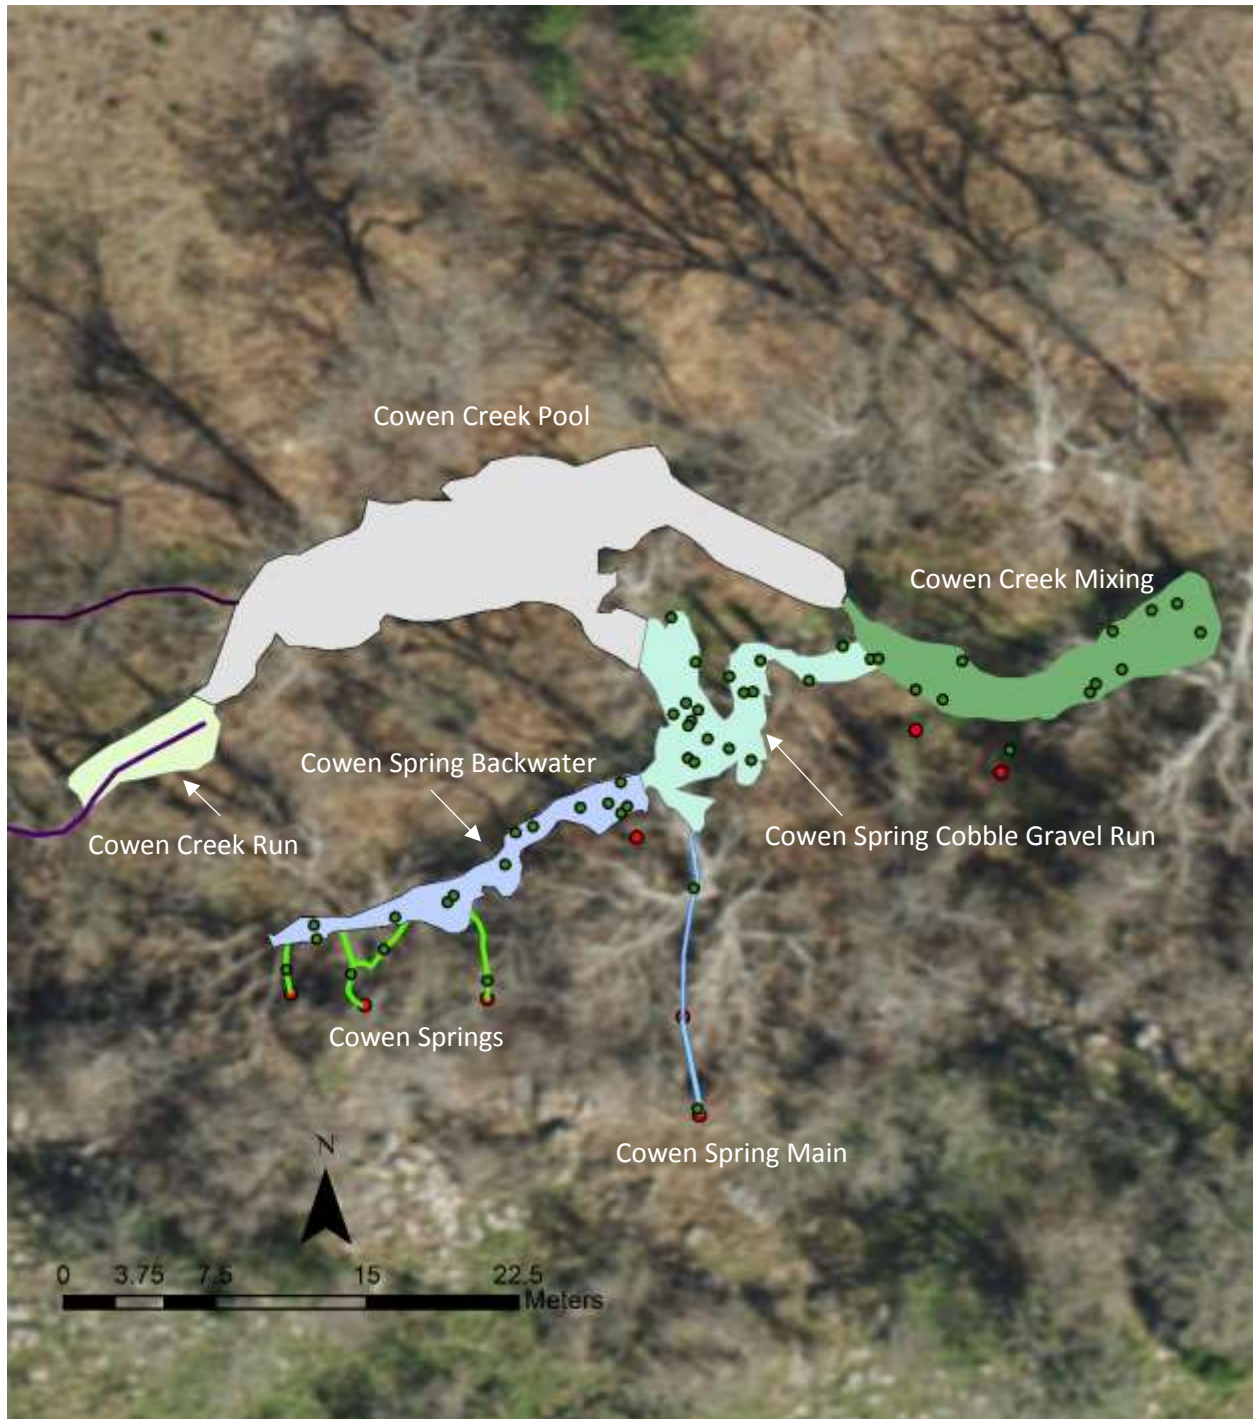 Cowen Creek Pool
Cowen Creek Mixing
Cowen Spring Backwater
Cowen Creek Run
Cowen Spring Cobble Gravel Run
Cowen Springs
Cowen Spring Main
N
0 3.75 7.5 15 22.5
Meters